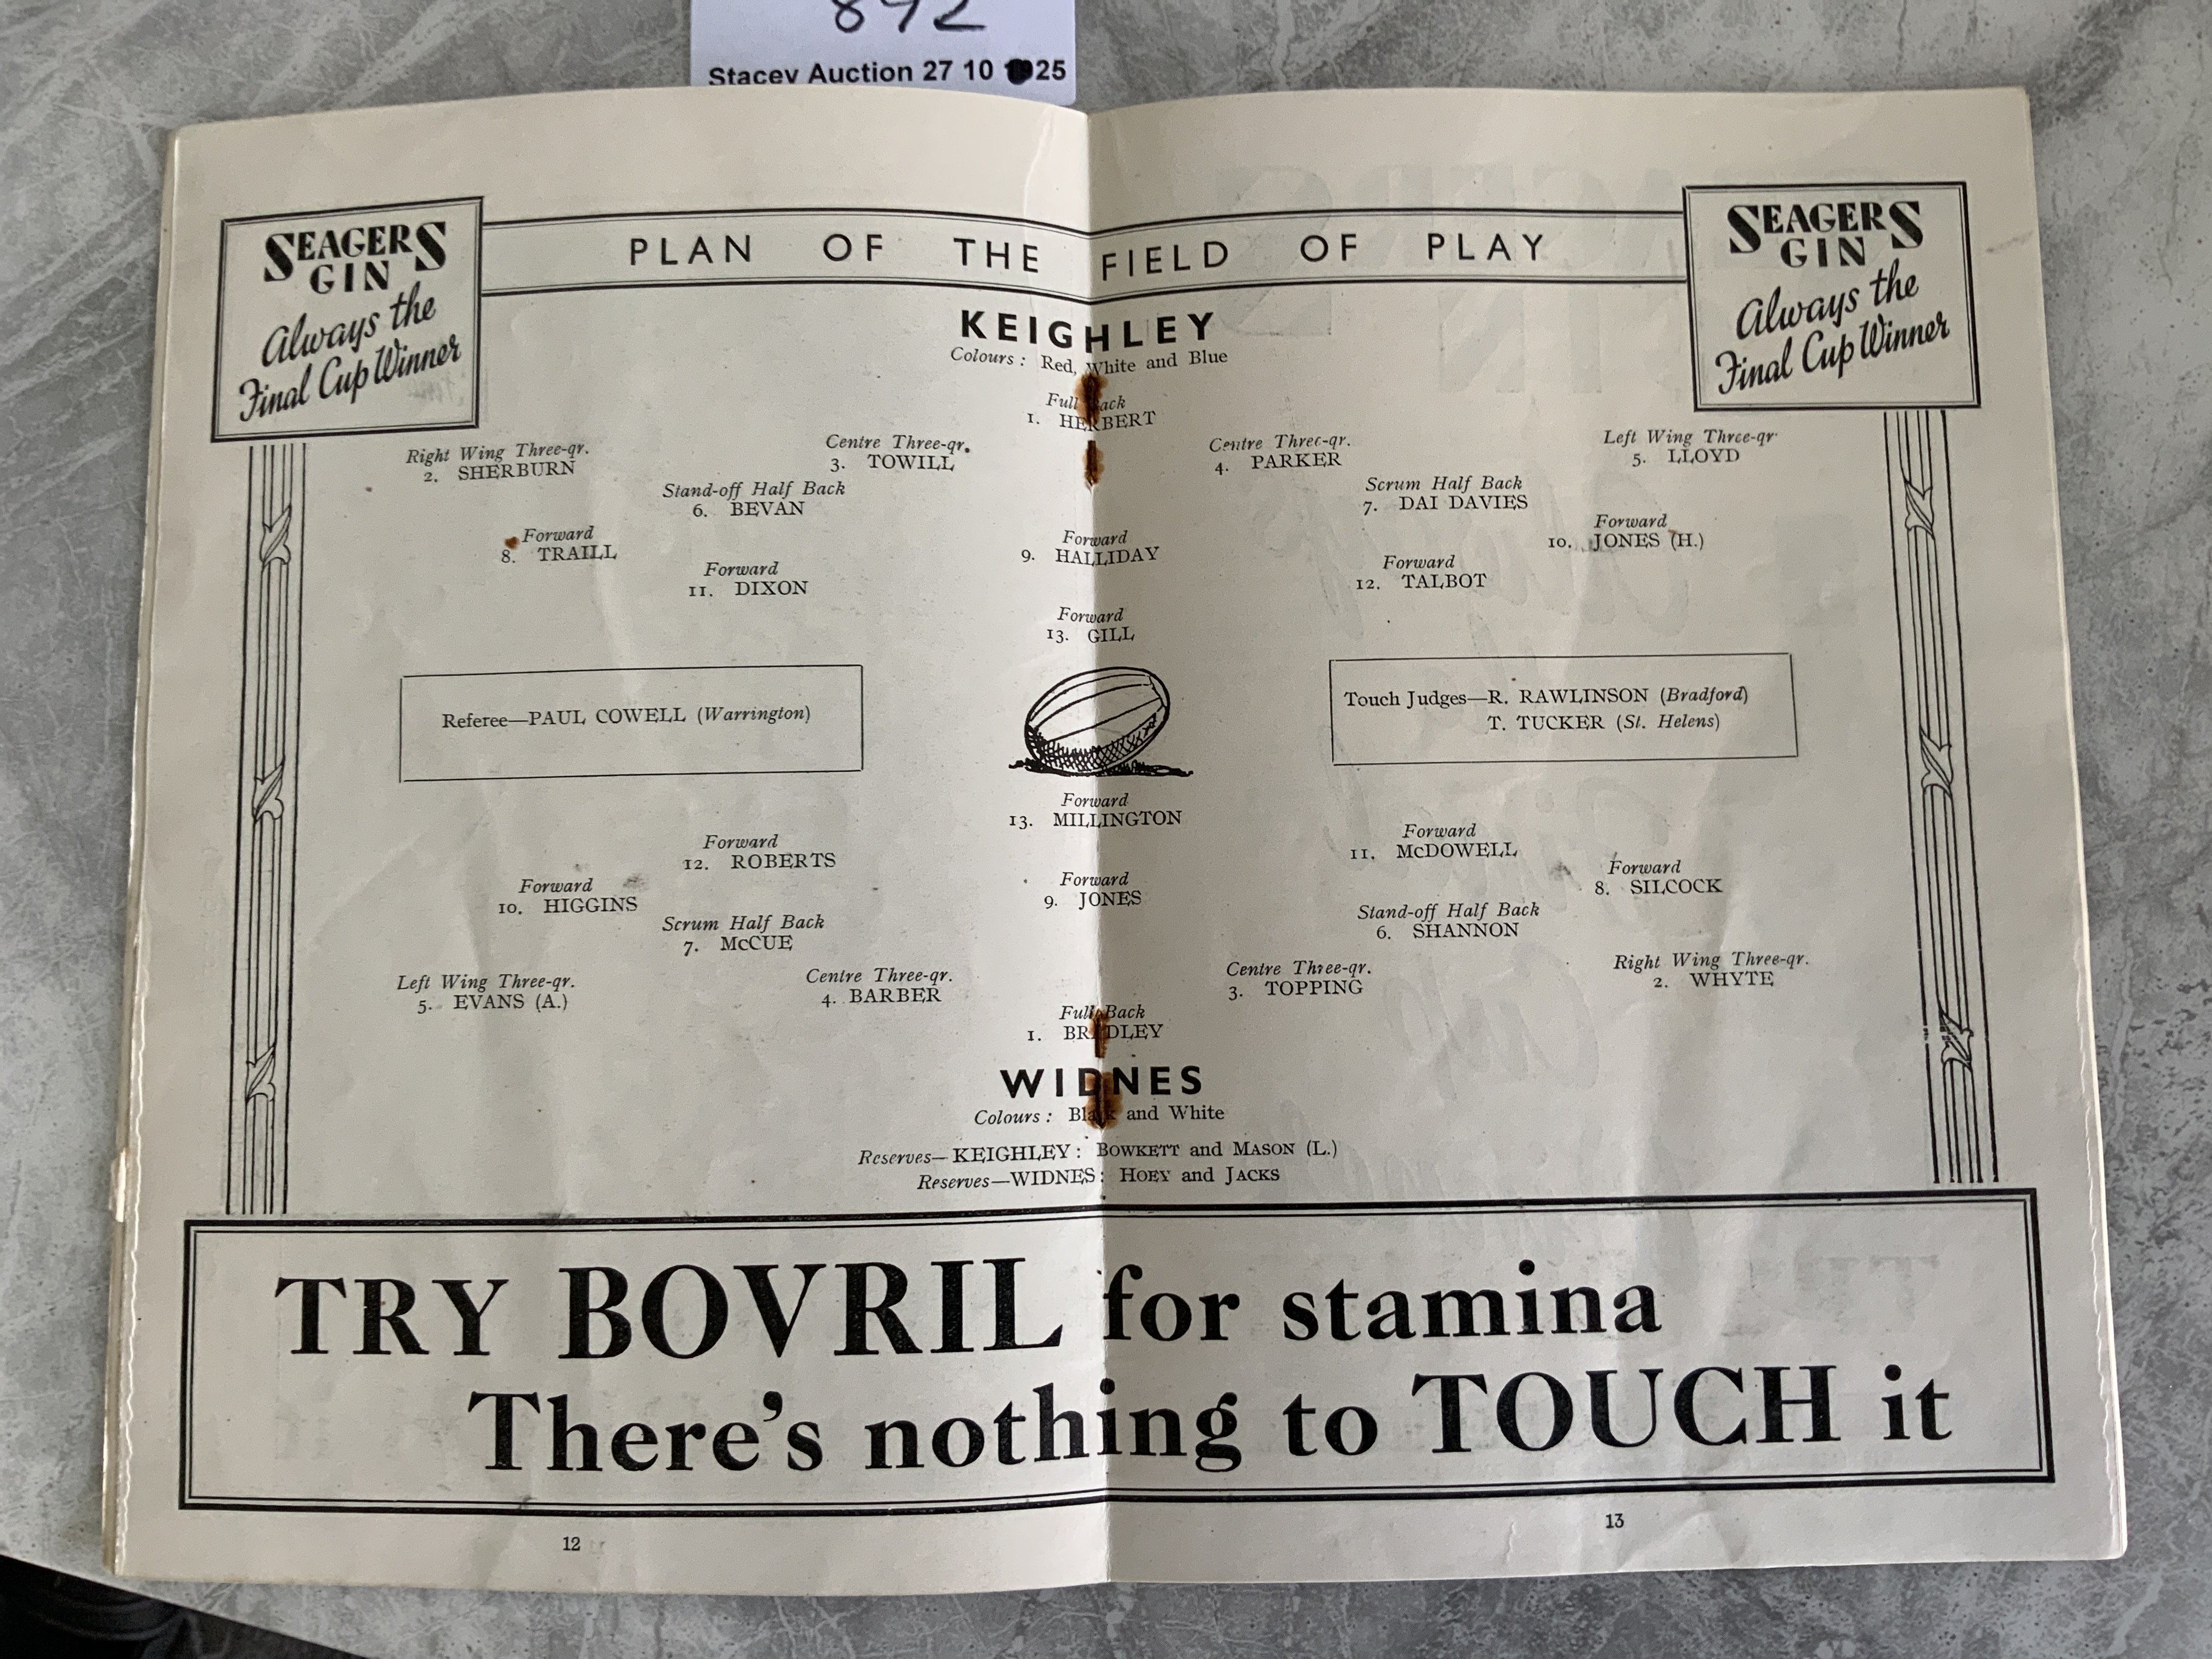 892
Stacey Auction 27 10 25
SEAGERS
GIN
Always the
Final Cup Winner
PLAN OF THE FIELD OF PLAY
SEAGERS
GIN
Always the
Final Cup Winner
KEIGHLEY
Colours: Red, White and Blue
Full Back
1. HERBERT
Right Wing Three-qr.
2. SHERBURN
Centre Three-qr.
3. TOWILL
Centre Three-qr.
4. PARKER
Left Wing Three-qr.
5. LLOYD
Stand-off Half Back
6. BEVAN
Scrum Half Back
7. DAI DAVIES
Forward
8. TRAILL
Forward
9. HALLIDAY
Forward
10. JONES (H.)
Forward
11. DIXON
Forward
12. TALBOT
Forward
13. GILL
Referee—PAUL COWELL (Warrington)
Touch Judges—R. RAWLINSON (Bradford)
T. TUCKER (St. Helens)
Forward
13. MILLINGTON
Forward
12. ROBERTS
Forward
11. McDOWELL
Forward
10. HIGGINS
Forward
9. JONES
Forward
8. SILCOCK
Scrum Half Back
7. McCUE
Stand-off Half Back
6. SHANNON
Left Wing Three-qr.
5. EVANS (A.)
Centre Three-qr.
4. BARBER
Centre Three-qr.
3. TOPPING
Right Wing Three-qr.
2. WHYTE
Full Back
1. BRADLEY
WIDNES
Colours: Black and White
Reserves—KEIGHLEY: BOWKETT and MASON (L.)
Reserves—WIDNES: HOEY and JACKS
TRY BOVRIL for stamina
There's nothing to TOUCH it
12
13